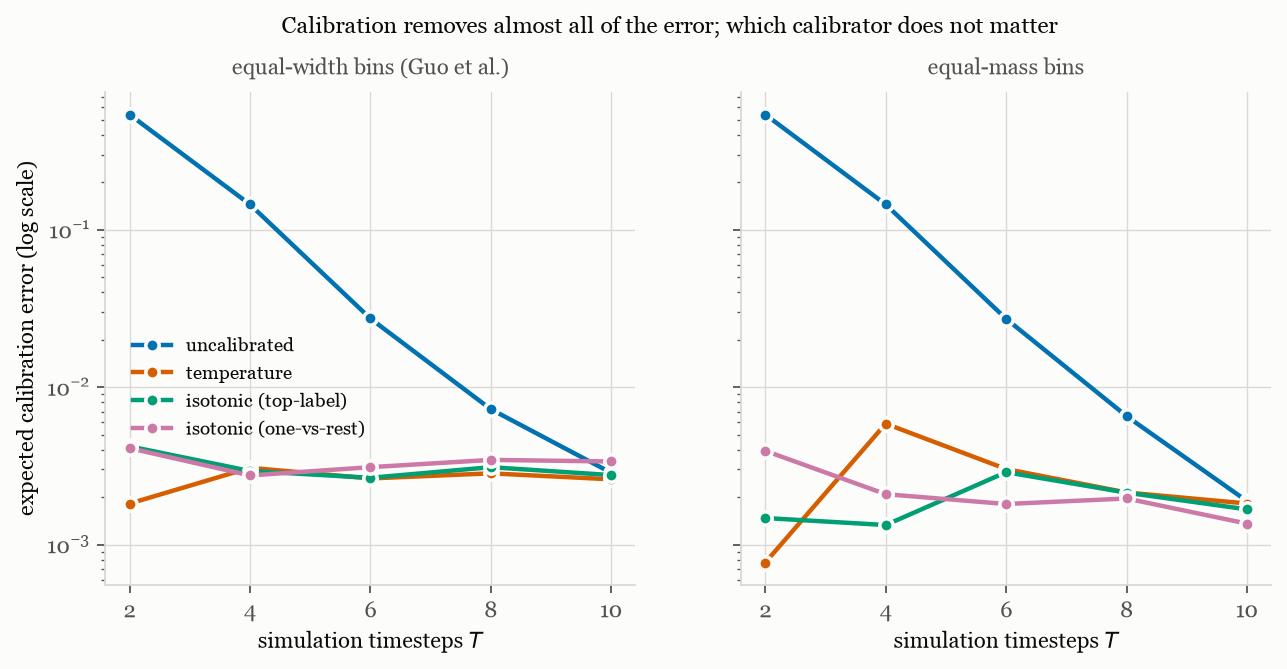 Calibration removes almost all of the error; which calibrator does not matter
equal-width bins (Guo et al.)
equal-mass bins
expected calibration error (log scale)
10⁻¹
10⁻²
10⁻³
uncalibrated
temperature
isotonic (top-label)
isotonic (one-vs-rest)
2 4 6 8 10
2 4 6 8 10
simulation timesteps T
simulation timesteps T